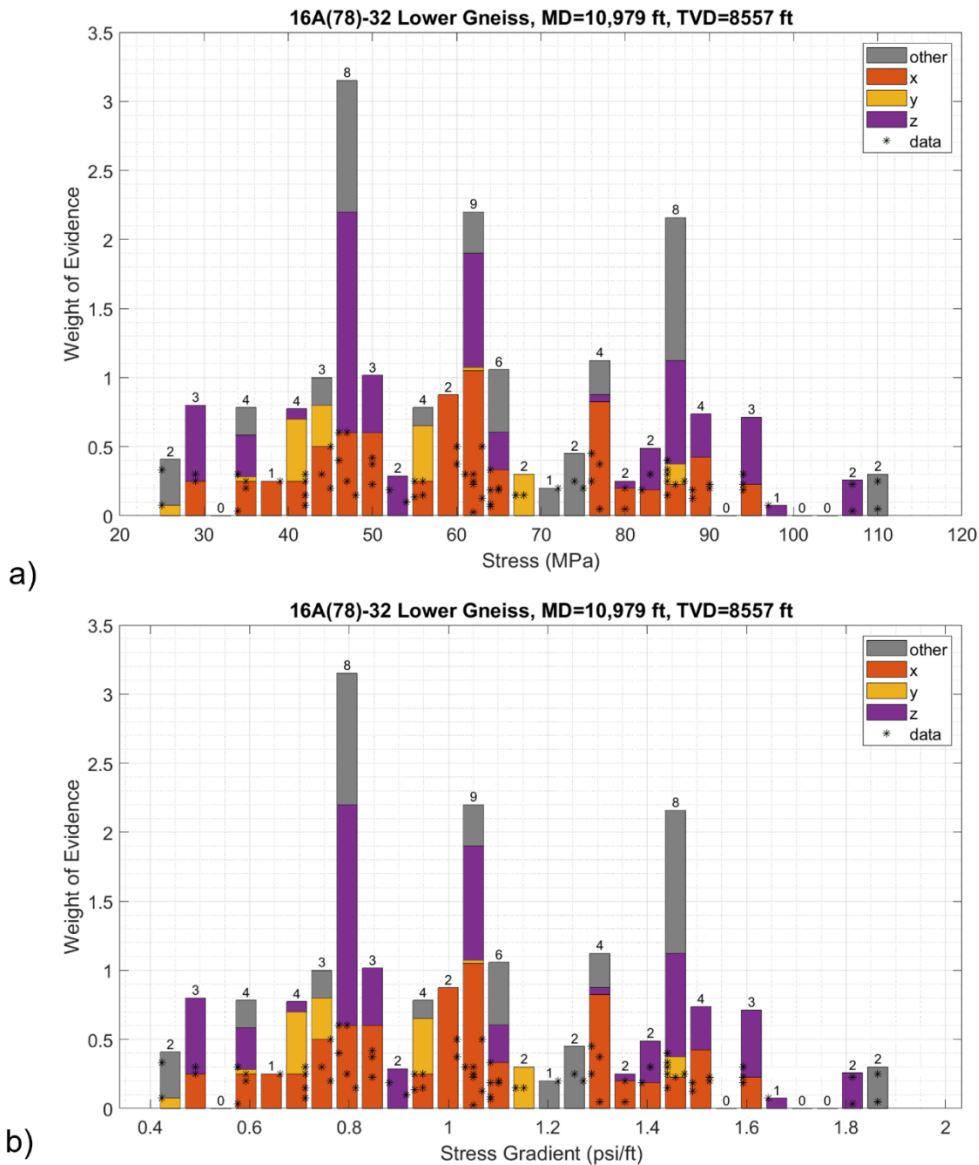 16A(78)-32 Lower Gneiss, MD=10,979 ft, TVD=8557 ft
3.5
3
2.5
2
1.5
1
0.5
0
Weight of Evidence
2 3 0 4 1 4 3 8 3 2 4 2 9 6 2 1 2 4 2 2 8 4 0 3 1 0 0 2 2
other
x
y
z
data
20 30 40 50 60 70 80 90 100 110 120
Stress (MPa)
a)
16A(78)-32 Lower Gneiss, MD=10,979 ft, TVD=8557 ft
3.5
3
2.5
2
1.5
1
0.5
0
Weight of Evidence
2 3 0 4 1 4 3 8 3 2 4 2 9 6 2 1 2 4 2 2 8 4 0 3 1 0 0 2 2
other
x
y
z
data
0.4 0.6 0.8 1 1.2 1.4 1.6 1.8 2
Stress Gradient (psi/ft)
b)